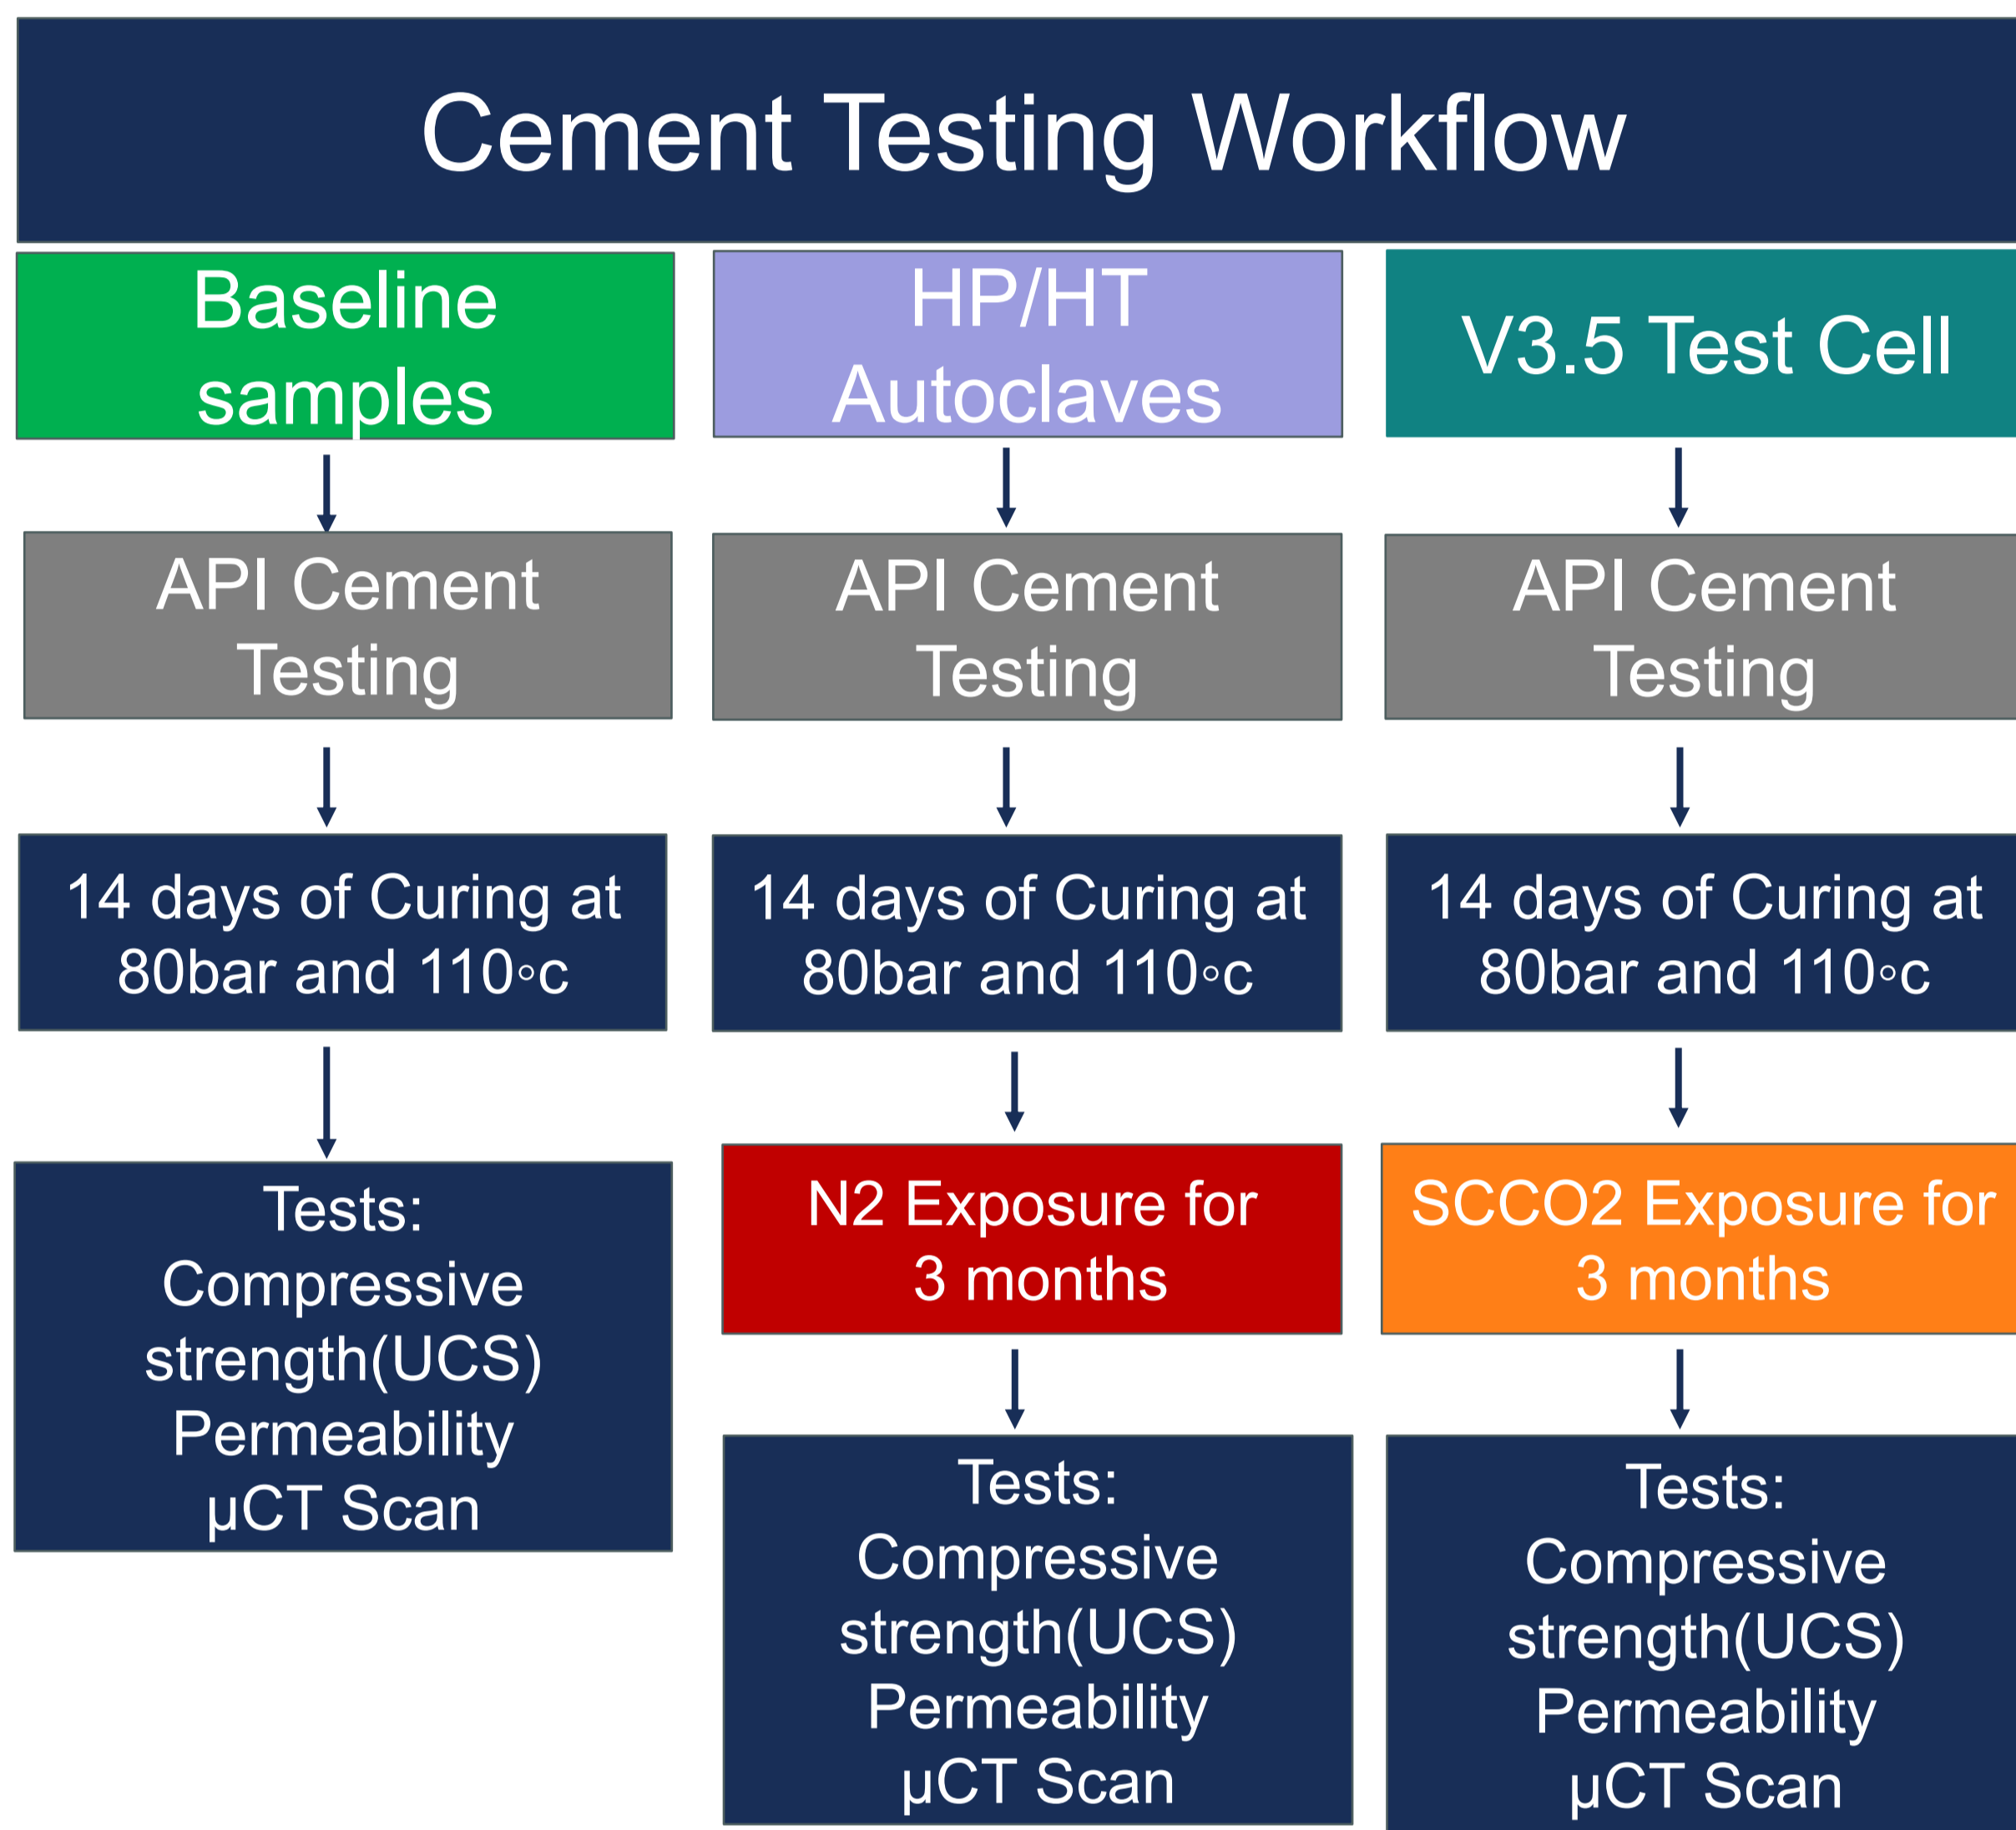 Cement Testing Workflow
Baseline
samples
API Cement
Testing
14 days of Curing at
80bar and 110°c
Tests:
Compressive
strength(UCS)
Permeability
µCT Scan
HP/HT
Autoclaves
API Cement
Testing
14 days of Curing at
80bar and 110°c
N2 Exposure for
3 months
Tests:
Compressive
strength(UCS)
Permeability
µCT Scan
V3.5 Test Cell
API Cement
Testing
14 days of Curing at
80bar and 110°c
SCCO2 Exposure for
3 months
Tests:
Compressive
strength(UCS)
Permeability
µCT Scan